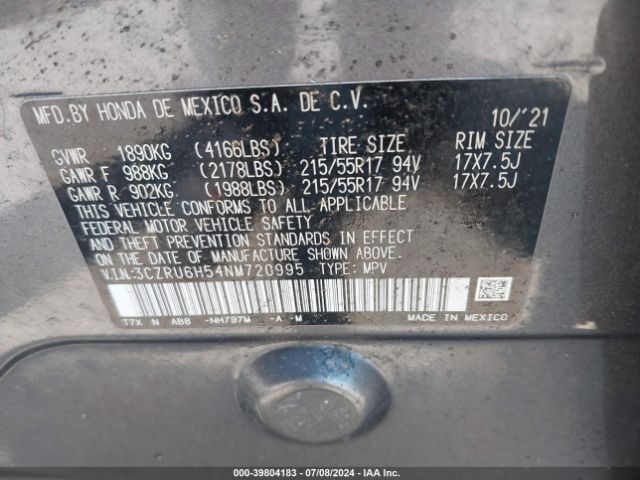 MFD.BY HONDA DE MEXICO S.A. DE C.V. 10/'21
GVWR 1890KG (4166LBS) TIRE SIZE RIM SIZE
GAWR F 988KG (2178LBS) 215/55R17 94V 17X7.5J
GAWR R 902KG (1988LBS) 215/55R17 94V 17X7.5J
THIS VEHICLE CONFORMS TO ALL APPLICABLE
FEDERAL MOTOR VEHICLE SAFETY
AND THEFT PREVENTION STANDARDS IN EFFECT
ON THE DATE OF MANUFACTURE SHOWN ABOVE.
V.I.N:3CZRU6H54NM720995 TYPE: MPV
T7X N ABB -NH797M -A -M MADE IN MEXICO
000-39804183 - 07/08/2024 - IAA Inc.